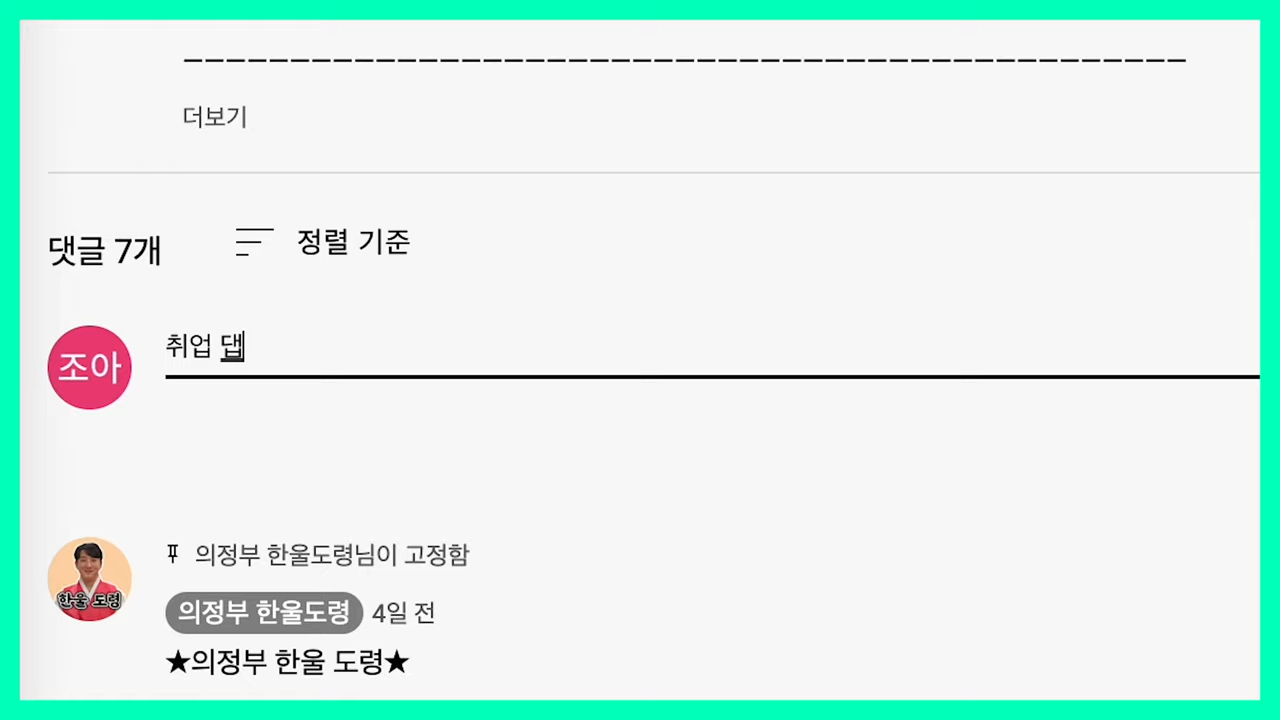 더보기
댓글 7개
정렬 기준
조아
취업 댑
의정부 한울도령님이 고정함
한울 도령
의정부 한울도령 4일 전
★의정부 한울 도령★